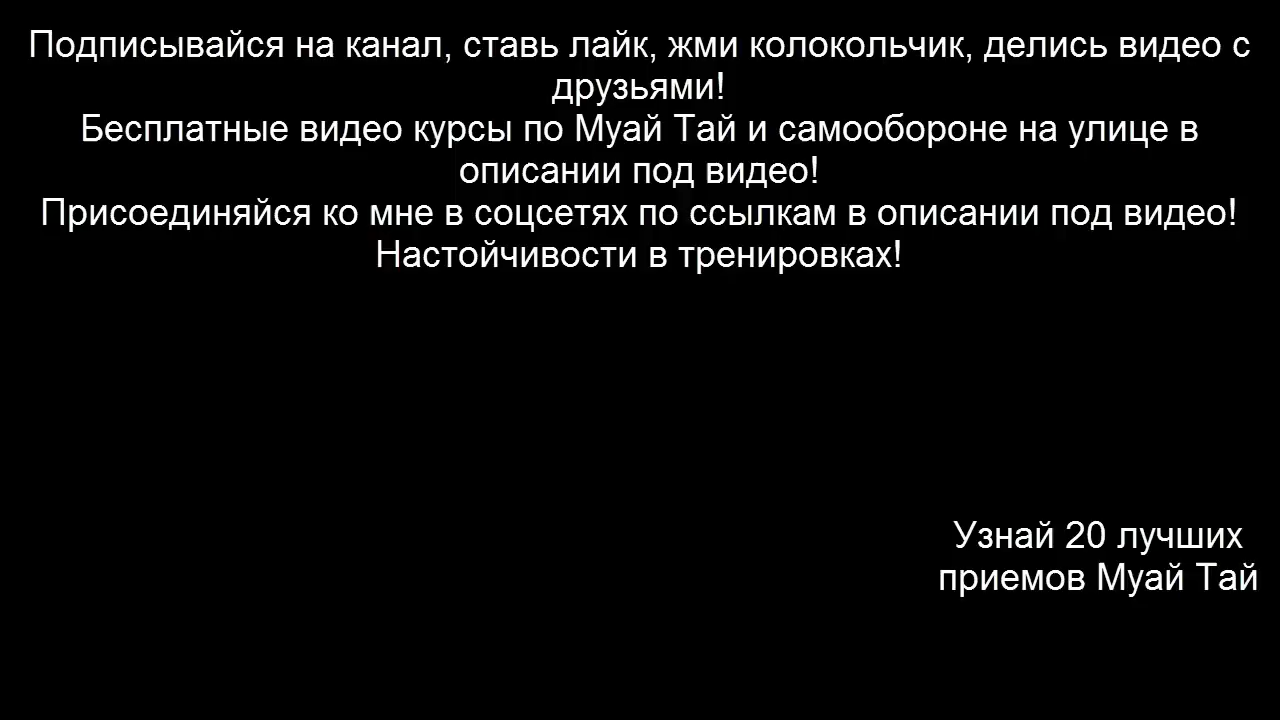 Подписывайся на канал, ставь лайк, жми колокольчик, делись видео с
друзьями!
Бесплатные видео курсы по Муай Тай и самообороне на улице в
описании под видео!
Присоединяйся ко мне в соцсетях по ссылкам в описании под видео!
Настойчивости в тренировках!
Узнай 20 лучших
приемов Муай Тай